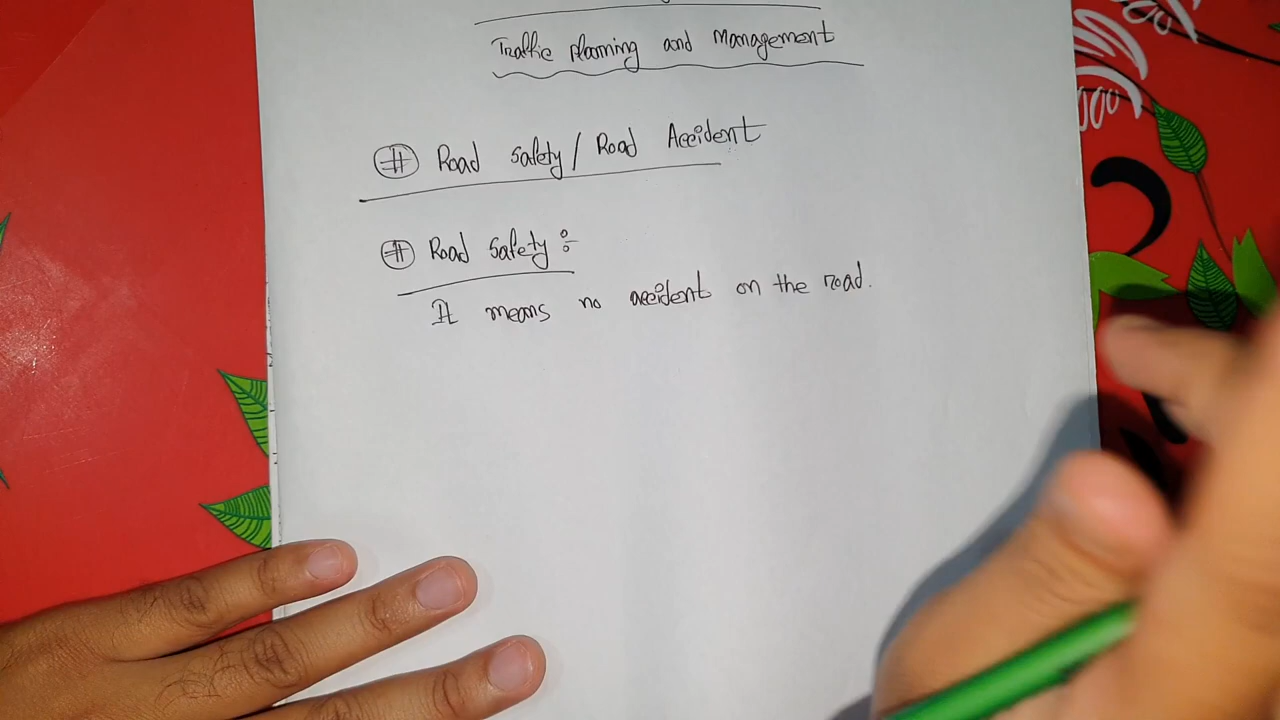 Traffic planning and Management
# Road Safety / Road Accident
# Road Safety :-
It means no accident on the road.